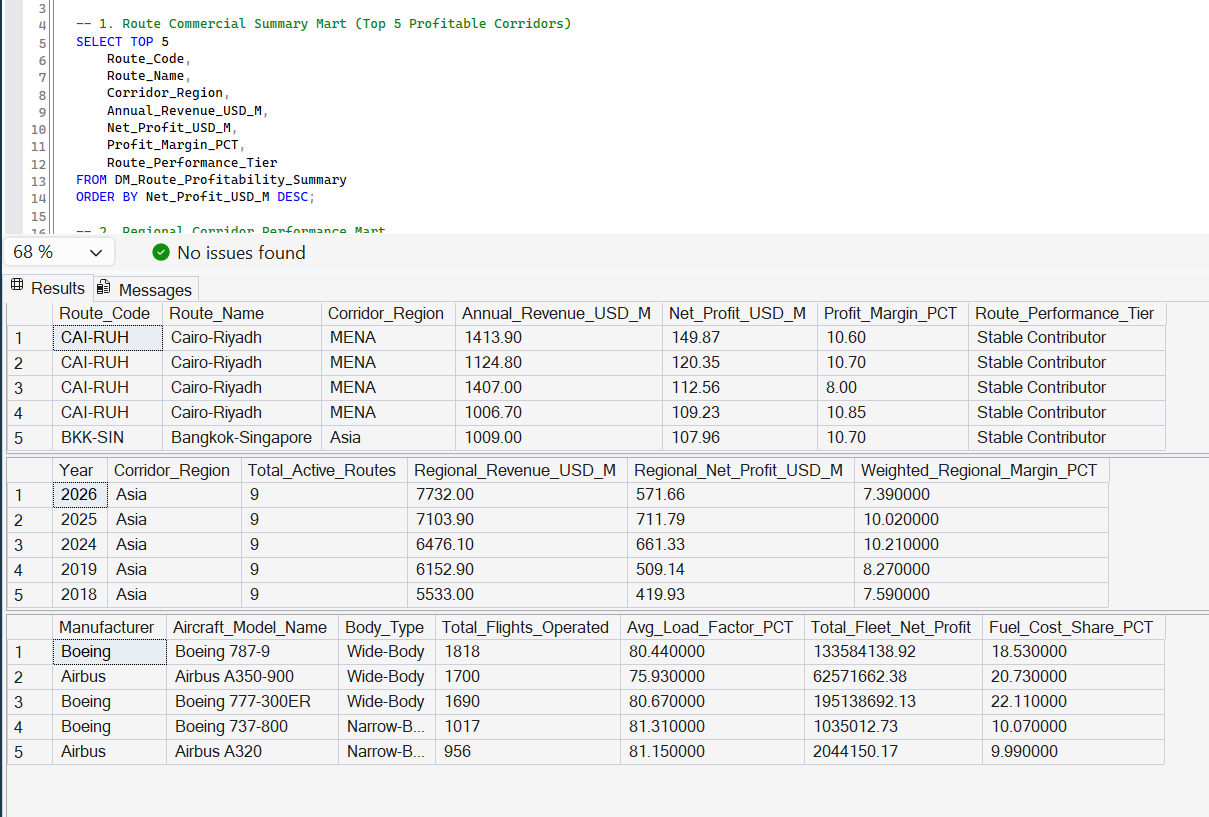 3
4 -- 1. Route Commercial Summary Mart (Top 5 Profitable Corridors)
5 SELECT TOP 5
6 Route_Code,
7 Route_Name,
8 Corridor_Region,
9 Annual_Revenue_USD_M,
10 Net_Profit_USD_M,
11 Profit_Margin_PCT,
12 Route_Performance_Tier
13 FROM DM_Route_Profitability_Summary
14 ORDER BY Net_Profit_USD_M DESC;
15
16 -- 2. Regional Corridor Performance Mart
68 % No issues found
Results Messages
Route_Code Route_Name Corridor_Region Annual_Revenue_USD_M Net_Profit_USD_M Profit_Margin_PCT Route_Performance_Tier
1 CAI-RUH Cairo-Riyadh MENA 1413.90 149.87 10.60 Stable Contributor
2 CAI-RUH Cairo-Riyadh MENA 1124.80 120.35 10.70 Stable Contributor
3 CAI-RUH Cairo-Riyadh MENA 1407.00 112.56 8.00 Stable Contributor
4 CAI-RUH Cairo-Riyadh MENA 1006.70 109.23 10.85 Stable Contributor
5 BKK-SIN Bangkok-Singapore Asia 1009.00 107.96 10.70 Stable Contributor
Year Corridor_Region Total_Active_Routes Regional_Revenue_USD_M Regional_Net_Profit_USD_M Weighted_Regional_Margin_PCT
1 2026 Asia 9 7732.00 571.66 7.390000
2 2025 Asia 9 7103.90 711.79 10.020000
3 2024 Asia 9 6476.10 661.33 10.210000
4 2019 Asia 9 6152.90 509.14 8.270000
5 2018 Asia 9 5533.00 419.93 7.590000
Manufacturer Aircraft_Model_Name Body_Type Total_Flights_Operated Avg_Load_Factor_PCT Total_Fleet_Net_Profit Fuel_Cost_Share_PCT
1 Boeing Boeing 787-9 Wide-Body 1818 80.440000 133584138.92 18.530000
2 Airbus Airbus A350-900 Wide-Body 1700 75.930000 62571662.38 20.730000
3 Boeing Boeing 777-300ER Wide-Body 1690 80.670000 195138692.13 22.110000
4 Boeing Boeing 737-800 Narrow-B... 1017 81.310000 1035012.73 10.070000
5 Airbus Airbus A320 Narrow-B... 956 81.150000 2044150.17 9.990000